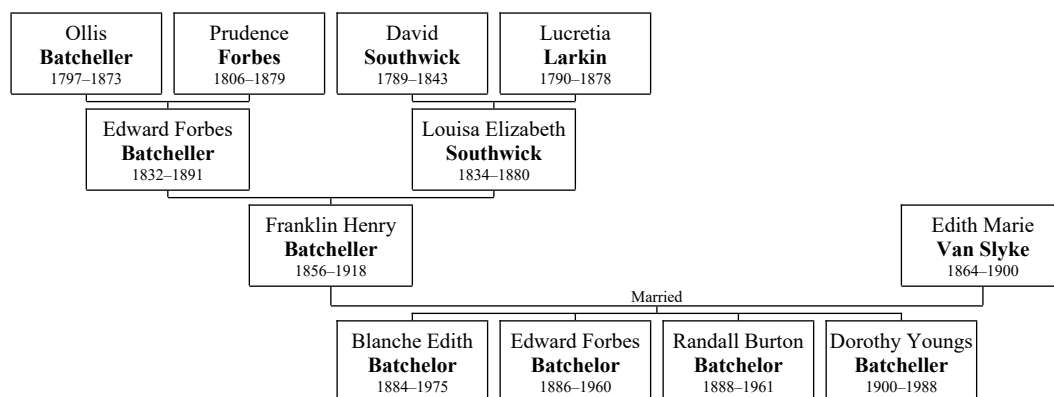 Ollis
Batcheller
1797–1873
Prudence
Forbes
1806–1879
David
Southwick
1789–1843
Lucretia
Larkin
1790–1878
Edward Forbes
Batcheller
1832–1891
Louisa Elizabeth
Southwick
1834–1880
Franklin Henry
Batcheller
1856–1918
Edith Marie
Van Slyke
1864–1900
Married
Blanche Edith
Batchelor
1884–1975
Edward Forbes
Batchelor
1886–1960
Randall Burton
Batchelor
1888–1961
Dorothy Youngs
Batcheller
1900–1988